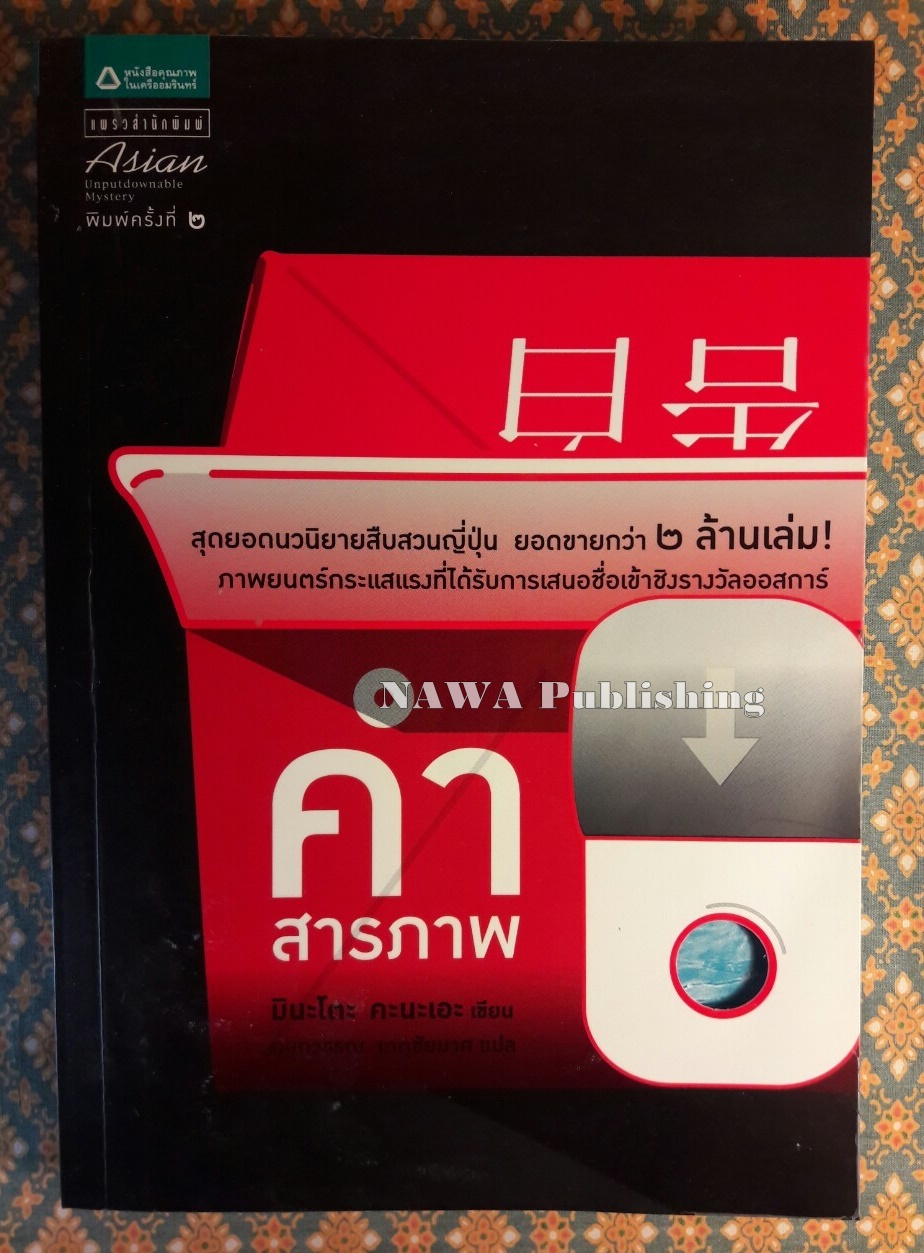 หนังสือคุณภาพ
ในเครืออมรินทร์
แพรวสำนักพิมพ์
Asian
Unputdownable
Mystery
พิมพ์ครั้งที่ ๒
告白
สุดยอดนวนิยายสืบสวนญี่ปุ่น ยอดขายกว่า ๒ ล้านเล่ม!
ภาพยนตร์กระแสแรงที่ได้รับการเสนอชื่อเข้าชิงรางวัลออสการ์
NAWA Publishing
คำ
สารภาพ
มินะโตะ คะนะเอะ เขียน
แปล